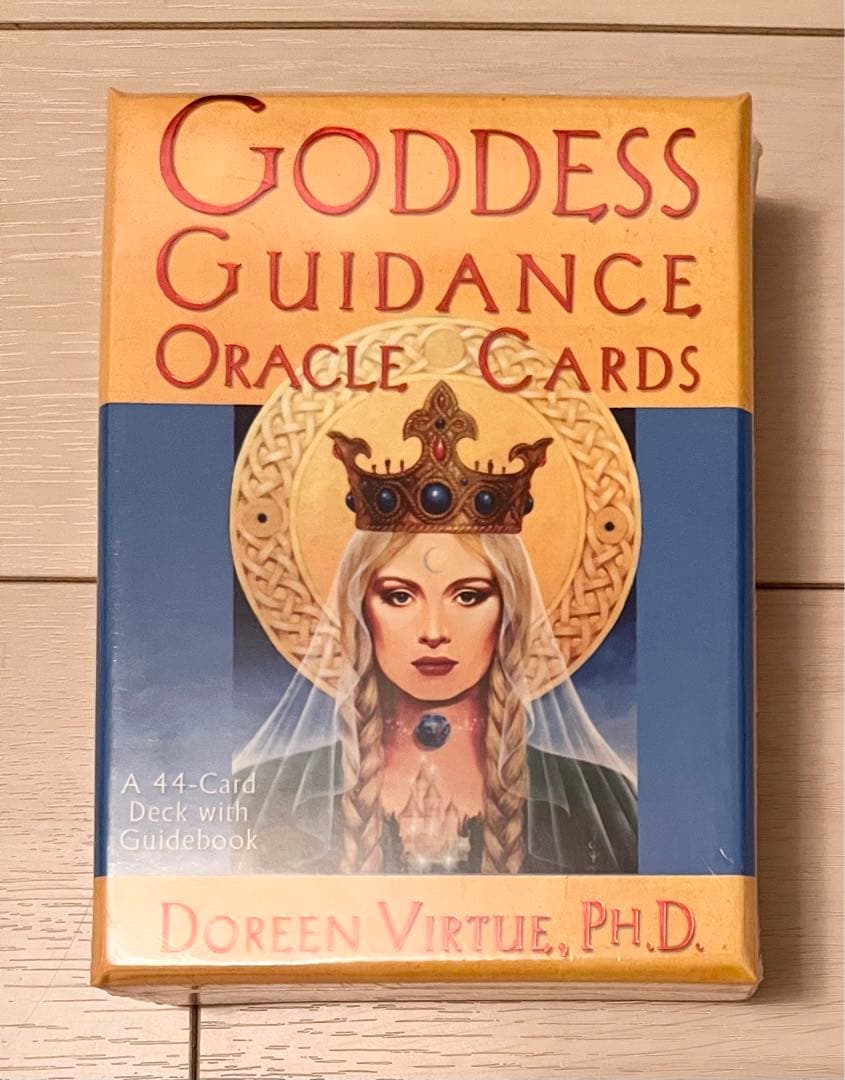 GODDESS
GUIDANCE
ORACLE CARDS
A 44-Card
Deck with
Guidebook
DOREEN VIRTUE, PH.D.